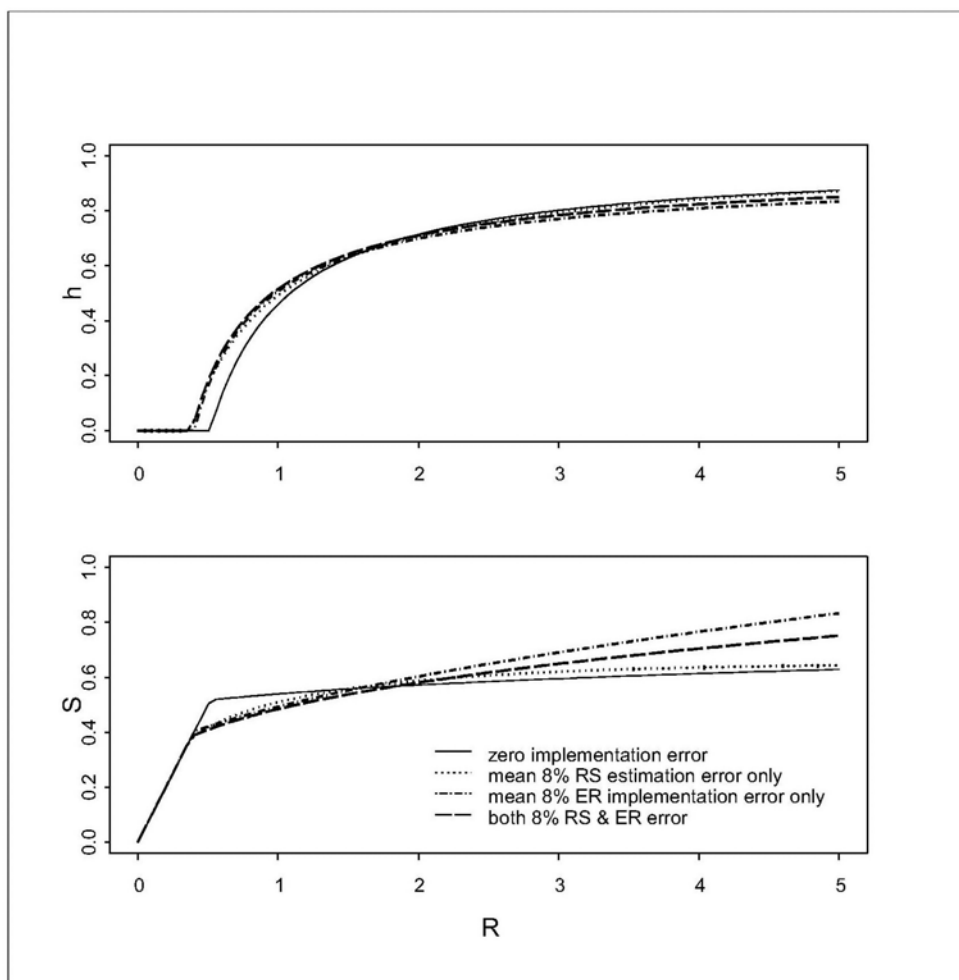 1.0
0.8
0.6
h
0.4
0.2
0.0
0 1 2 3 4 5
1.0
0.8
0.6
S
0.4
0.2
0.0
zero implementation error
mean 8% RS estimation error only
mean 8% ER implementation error only
both 8% RS & ER error
0 1 2 3 4 5
R